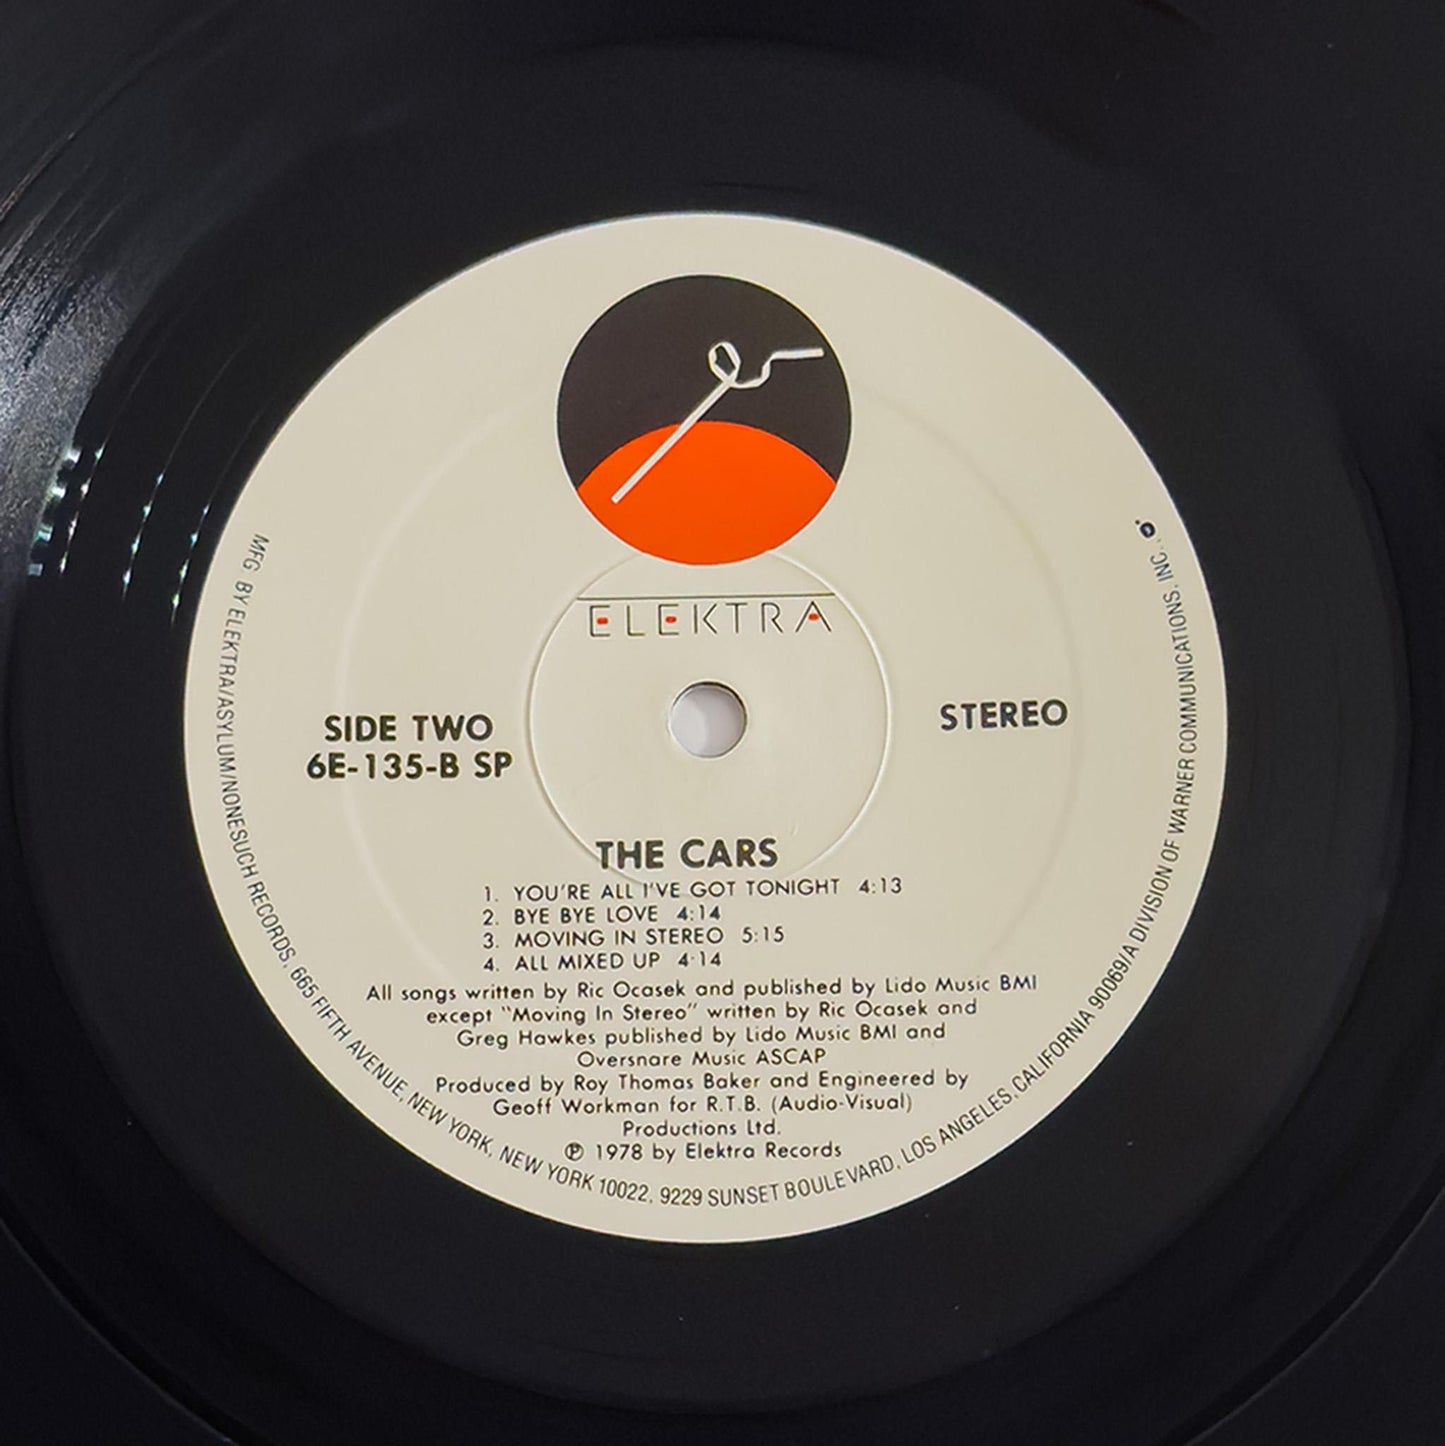 ELEKTRA
SIDE TWO
6E-135-B SP
STEREO
THE CARS
1. YOU'RE ALL I'VE GOT TONIGHT 4:13
2. BYE BYE LOVE 4:14
3. MOVING IN STEREO 5:15
4. ALL MIXED UP 4:14
All songs written by Ric Ocasek and published by Lido Music BMI
except "Moving In Stereo" written by Ric Ocasek and
Greg Hawkes published by Lido Music BMI and
Oversnare Music ASCAP
Produced by Roy Thomas Baker and Engineered by
Geoff Workman for R.T.B. (Audio-Visual)
Productions Ltd.
℗ 1978 by Elektra Records
MFG. BY ELEKTRA/ASYLUM/NONESUCH RECORDS, 665 FIFTH AVENUE, NEW YORK, NEW YORK 10022. 9229 SUNSET BOULEVARD, LOS ANGELES, CALIFORNIA 90069/A DIVISION OF WARNER COMMUNICATIONS, INC.